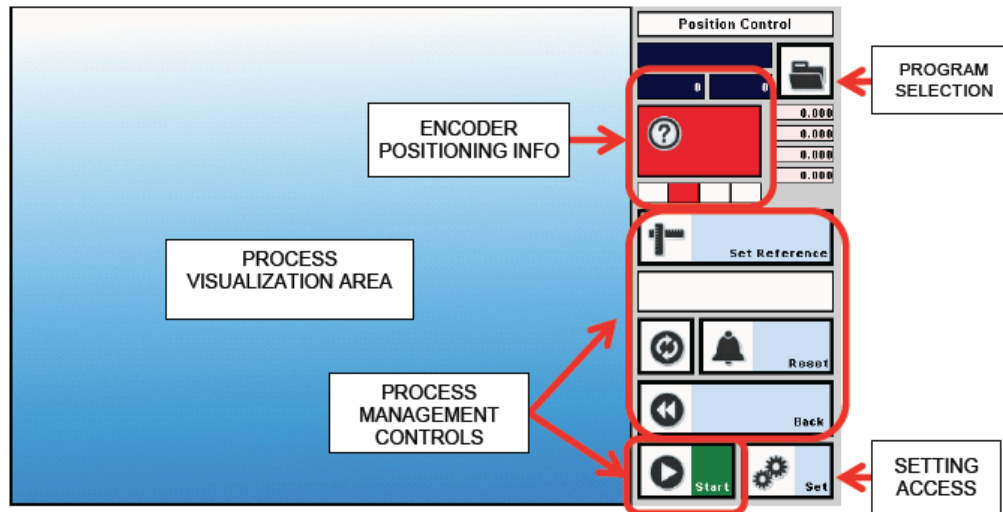 Position Control
PROGRAM
SELECTION
0 0
0.000
0.000
0.000
0.000
ENCODER
POSITIONING INFO
?
Set Reference
PROCESS
VISUALIZATION AREA
Reset
PROCESS
MANAGEMENT
CONTROLS
Back
Start
Set
SETTING
ACCESS